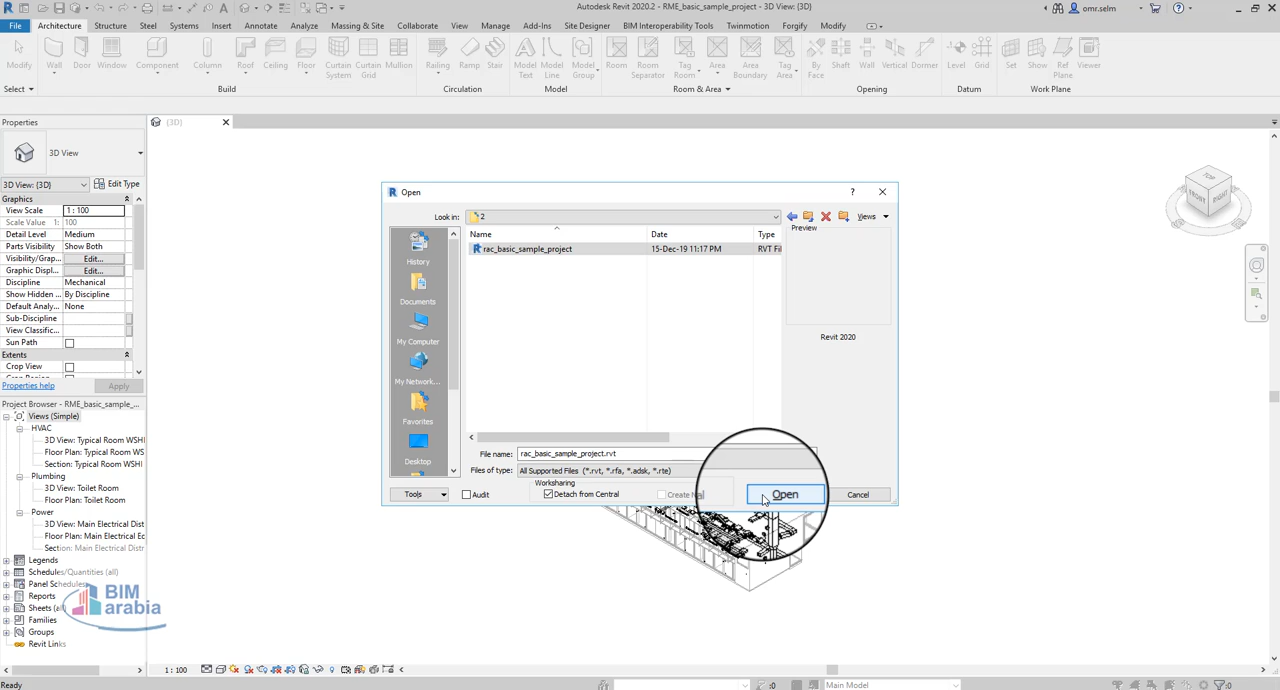 Autodesk Revit 2020.2 - RME_basic_sample_project - 3D View: {3D}
omr.selm
File Architecture Structure Steel Systems Insert Annotate Analyze Massing & Site Collaborate View Manage Add-Ins Site Designer BIM Interoperability Tools Twinmotion Forgify Modify
Modify Wall Door Window Component Column Roof Ceiling Floor Curtain System Curtain Grid Mullion Railing Ramp Stair Model Text Model Line Model Group Room Room Separator Tag Room Area Area Boundary Tag Area By Face Shaft Wall Vertical Dormer Level Grid Set Show Ref Plane Viewer
Select Build Circulation Model Room & Area Opening Datum Work Plane
Properties
{3D}
3D View
3D View: {3D} Edit Type
Graphics
View Scale 1 : 100
Scale Value 1: 100
Detail Level Medium
Parts Visibility Show Both
Visibility/Grap... Edit...
Graphic Displ... Edit...
Discipline Mechanical
Show Hidden ... By Discipline
Default Analy... None
Sub-Discipline
View Classific...
Sun Path
Extents
Crop View
Properties help Apply
Project Browser - RME_basic_sample_...
Views (Simple)
HVAC
3D View: Typical Room WSHI
Floor Plan: Typical Room WSHI
Section: Typical Room WSHI
Plumbing
3D View: Toilet Room
Floor Plan: Toilet Room
Power
3D View: Main Electrical Distri
Floor Plan: Main Electrical Ec
Section: Main Electrical Distr
Legends
Schedules/Quantities (all)
Panel Schedules
Reports
Sheets (all)
Families
Groups
Revit Links
BIM
arabia
Open
Look in: 2
Views
Name Date Type
Preview
rac_basic_sample_project 15-Dec-19 11:17 PM RVT Fil
History
Documents
My Computer
My Network...
Favorites
Desktop
Revit 2020
File name: rac_basic_sample_project.rvt
Files of type: All Supported Files (*.rvt, *.rfa, *.adsk, *.rte)
Worksharing
Tools Audit Detach from Central Create Open Cancel
TOP
FRONT
RIGHT
1 : 100
Ready
:0
Main Model
:0